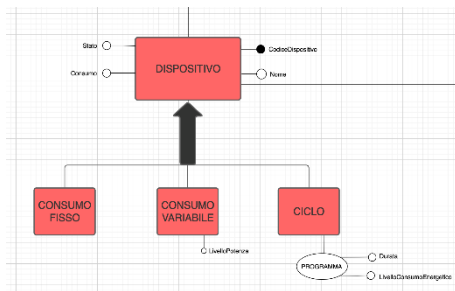 Stato
CodiceDispositivo
DISPOSITIVO
Consumo
Nome
CONSUMO
FISSO
CONSUMO
VARIABILE
CICLO
LivelloPotenza
Durata
PROGRAMMA
LivelloConsumoEnergetico